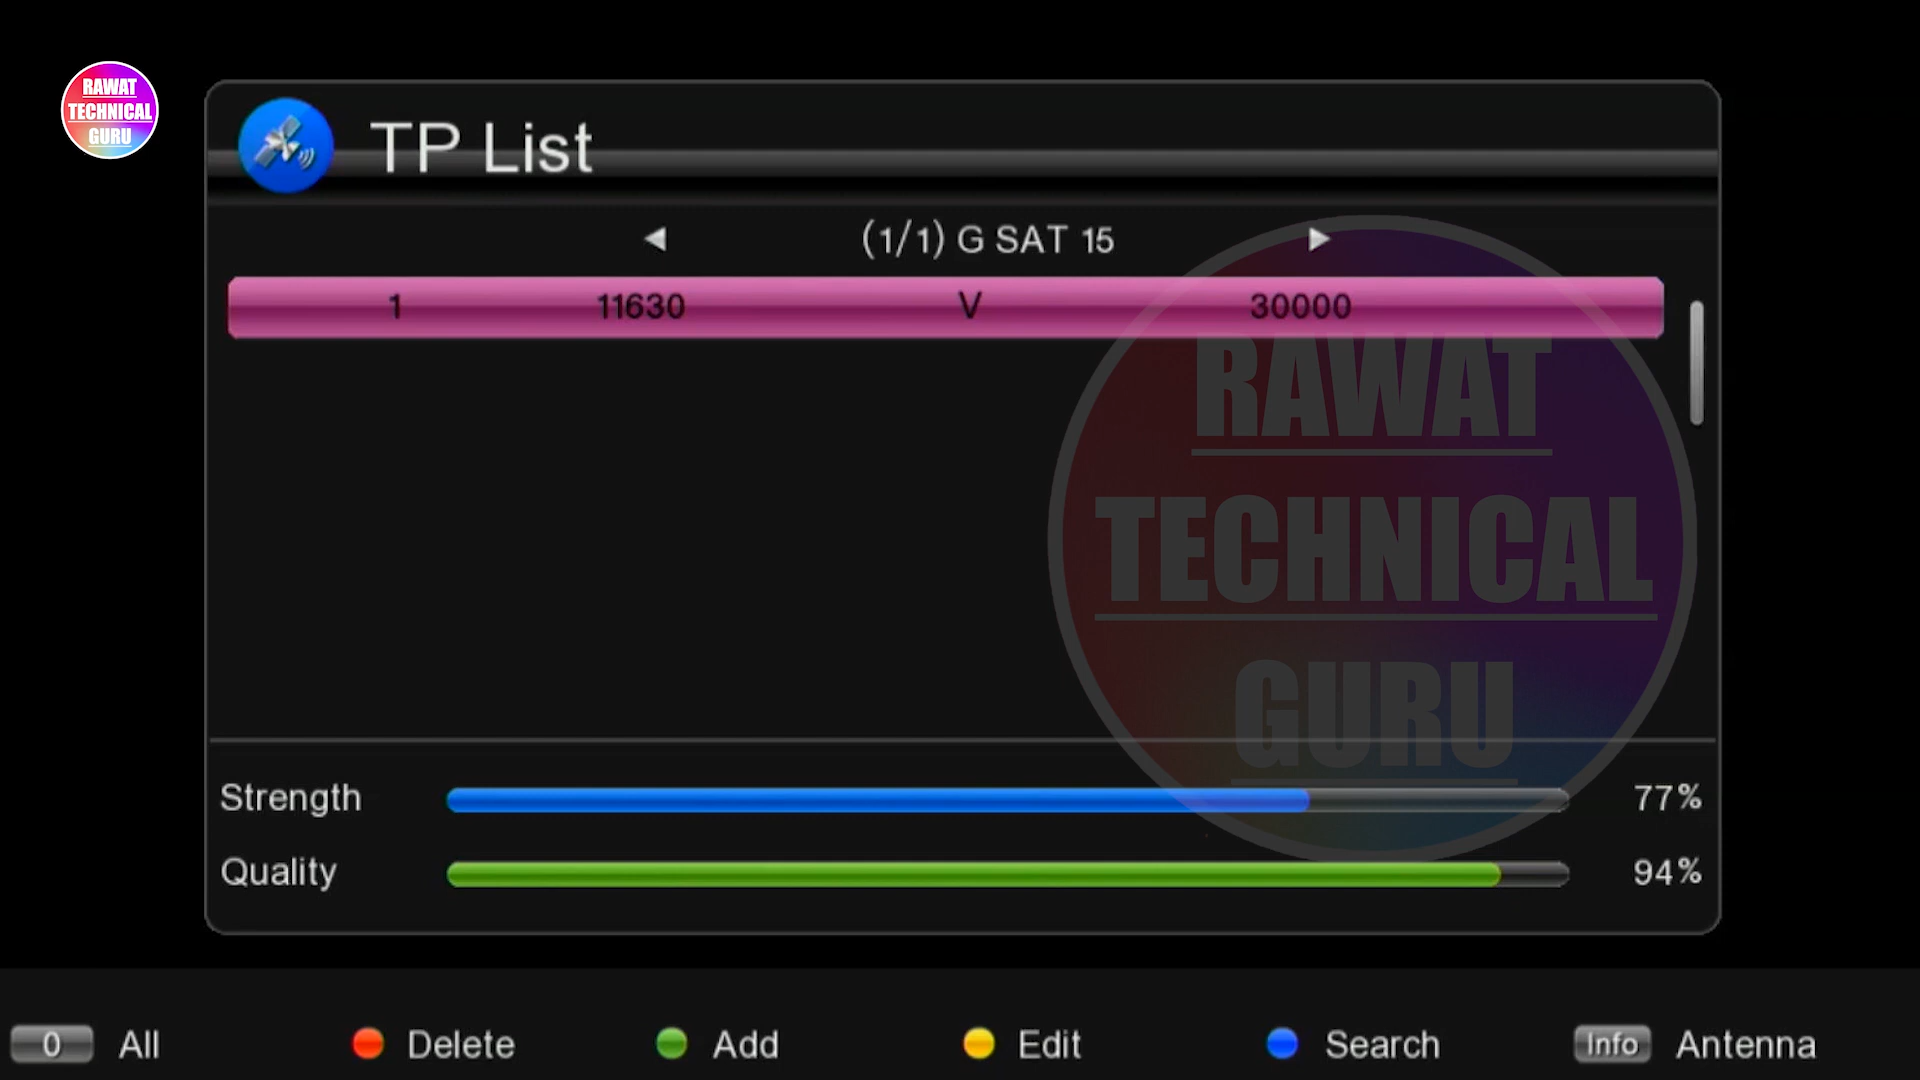 RAWAT
TECHNICAL
GURU
TP List
(1/1) G SAT 15
1 11630 V 30000
RAWAT
TECHNICAL
GURU
Strength 77%
Quality 94%
0 All Delete Add Edit Search Info Antenna